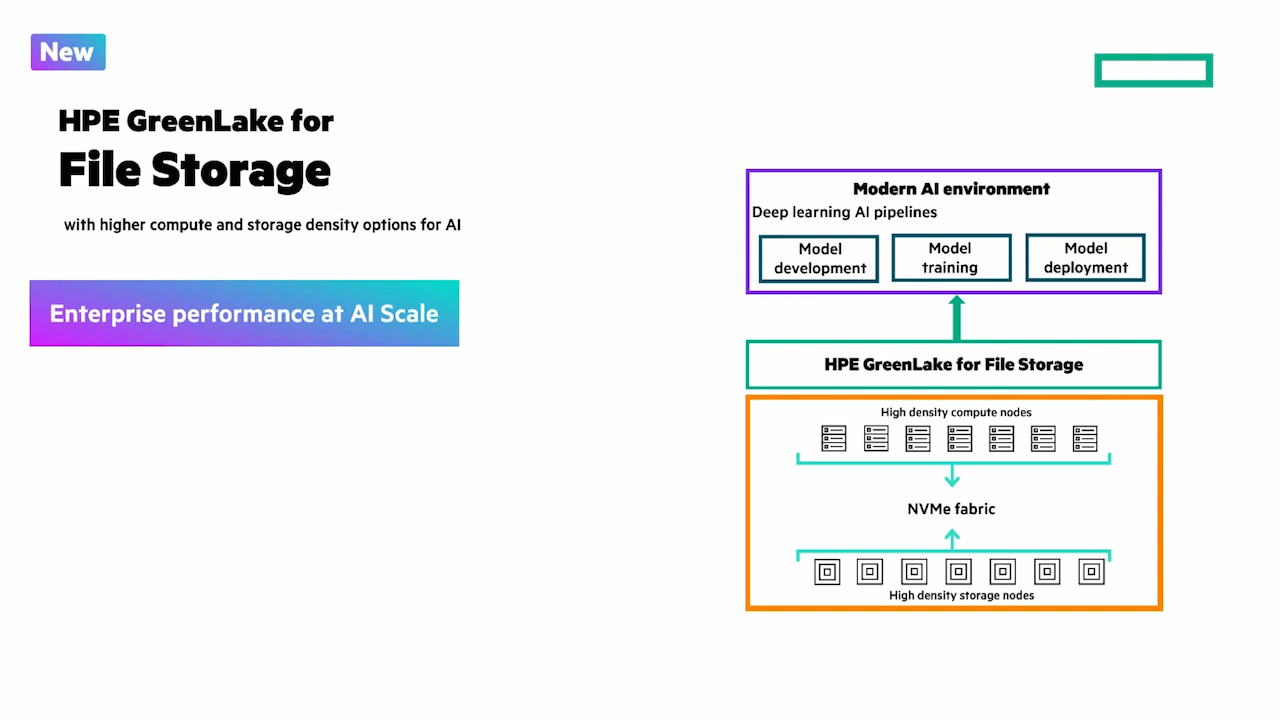 New
HPE GreenLake for
File Storage
with higher compute and storage density options for AI
Enterprise performance at AI Scale
Modern AI environment
Deep learning AI pipelines
Model
development
Model
training
Model
deployment
HPE GreenLake for File Storage
High density compute nodes
NVMe fabric
High density storage nodes